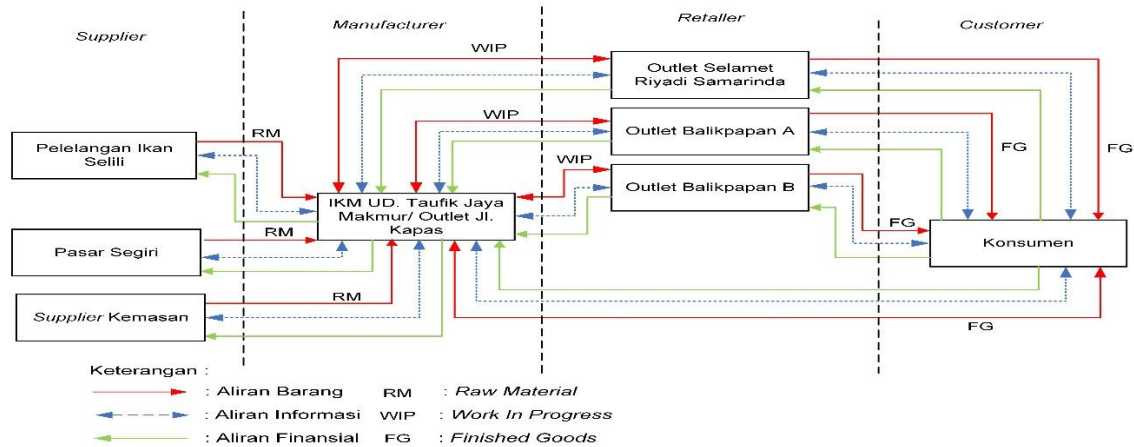 Supplier
Manufacturer
Retailer
Customer
WIP
Outlet Selamet
Riyadi Samarinda
WIP
RM
Outlet Balikpapan A
FG
FG
Pelelangan Ikan
Selili
WIP
Outlet Balikpapan B
IKM UD. Taufik Jaya
Makmur/ Outlet Jl.
Kapas
FG
RM
Pasar Segiri
Konsumen
RM
Supplier Kemasan
FG
Keterangan :
: Aliran Barang RM : Raw Material
: Aliran Informasi WIP : Work In Progress
: Aliran Finansial FG : Finished Goods